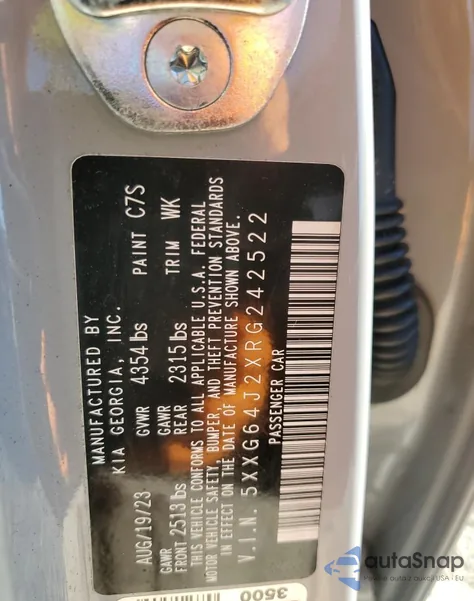 MANUFACTURED BY
KIA GEORGIA, INC.
AUG/19/23 GVWR 4354lbs PAINT C7S
GAWR GAWR TRIM WK
FRONT 2513lbs REAR 2315lbs
THIS VEHICLE CONFORMS TO ALL APPLICABLE U.S.A. FEDERAL
MOTOR VEHICLE SAFETY, BUMPER, AND THEFT PREVENTION STANDARDS
IN EFFECT ON THE DATE OF MANUFACTURE SHOWN ABOVE.
V.I.N. 5XXG64J2XRG242522
PASSENGER CAR
3500
autoSnap